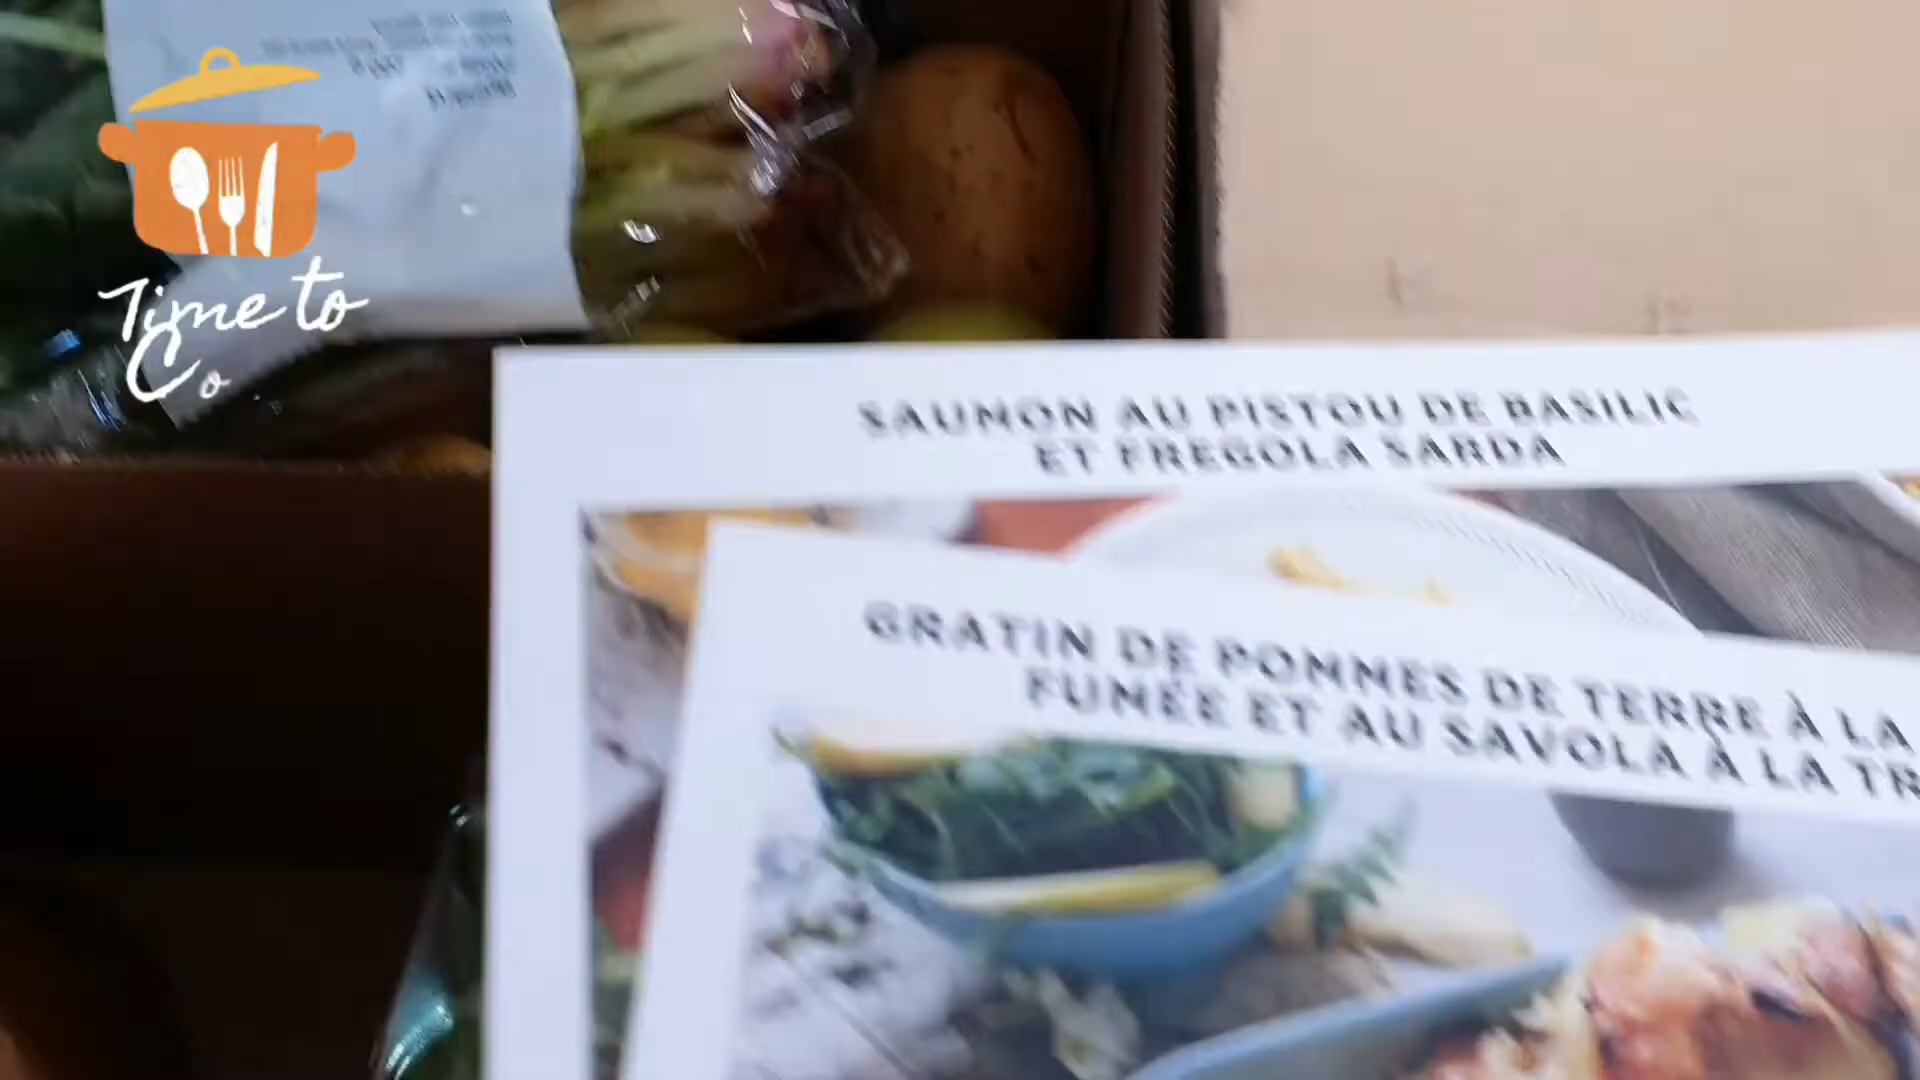 Time to
Co
SAUMON AU PISTOU DE BASILIC
ET FREGOLA SARDA
GRATIN DE POMMES DE TERRE À LA
FUMÉE ET AU SAVOLA À LA TR